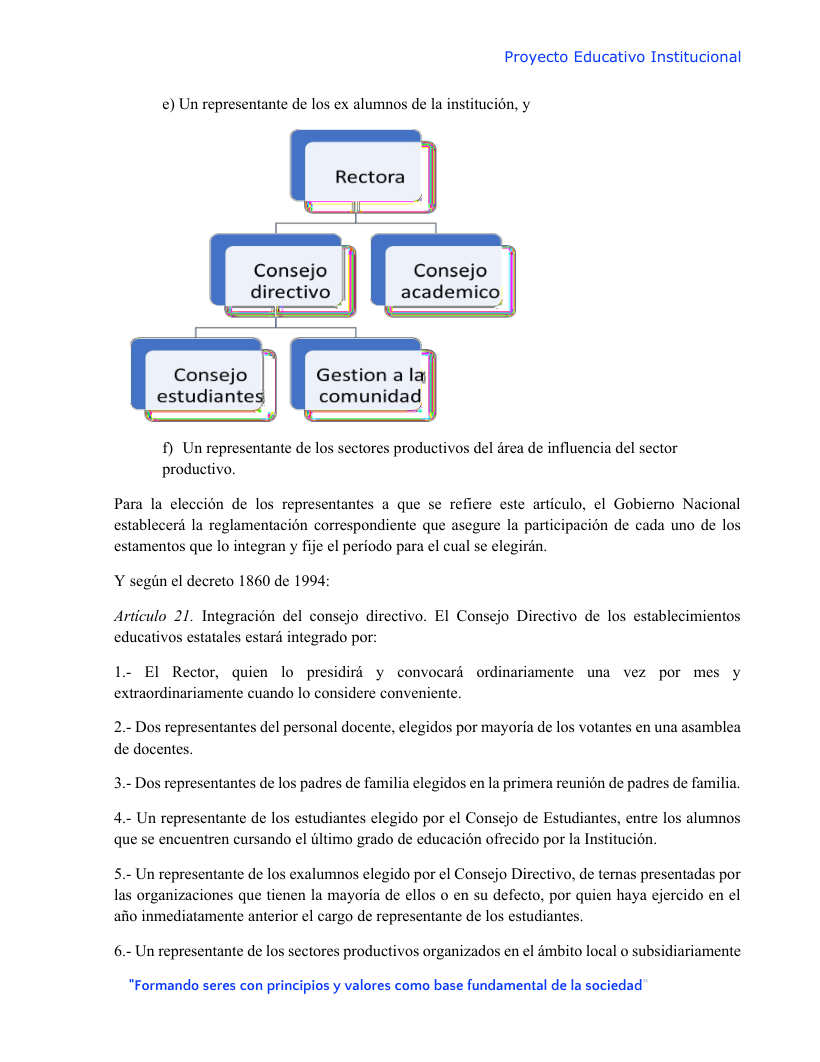 Proyecto Educativo Institucional
e) Un representante de los ex alumnos de la institución, y
Rectora
Consejo
directivo
Consejo
academico
Consejo
estudiantes
Gestion a la
comunidad
f) Un representante de los sectores productivos del área de influencia del sector
productivo.
Para la elección de los representantes a que se refiere este artículo, el Gobierno Nacional
establecerá la reglamentación correspondiente que asegure la participación de cada uno de los
estamentos que lo integran y fije el período para el cual se elegirán.
Y según el decreto 1860 de 1994:
Artículo 21. Integración del consejo directivo. El Consejo Directivo de los establecimientos
educativos estatales estará integrado por:
1.- El Rector, quien lo presidirá y convocará ordinariamente una vez por mes y
extraordinariamente cuando lo considere conveniente.
2.- Dos representantes del personal docente, elegidos por mayoría de los votantes en una asamblea
de docentes.
3.- Dos representantes de los padres de familia elegidos en la primera reunión de padres de familia.
4.- Un representante de los estudiantes elegido por el Consejo de Estudiantes, entre los alumnos
que se encuentren cursando el último grado de educación ofrecido por la Institución.
5.- Un representante de los exalumnos elegido por el Consejo Directivo, de ternas presentadas por
las organizaciones que tienen la mayoría de ellos o en su defecto, por quien haya ejercido en el
año inmediatamente anterior el cargo de representante de los estudiantes.
6.- Un representante de los sectores productivos organizados en el ámbito local o subsidiariamente
"Formando seres con principios y valores como base fundamental de la sociedad"